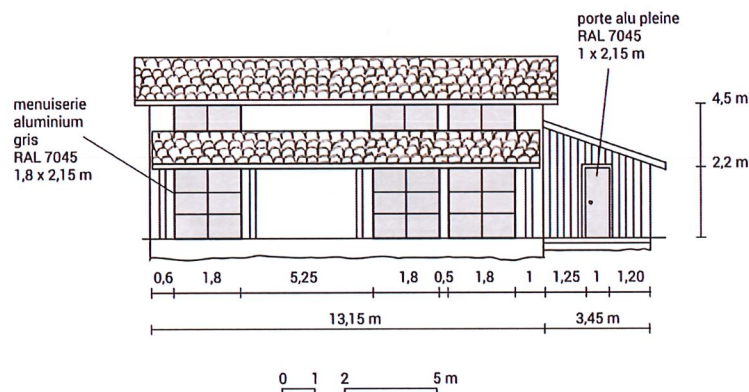 porte alu pleine
RAL 7045
1 x 2,15 m
menuiserie
aluminium
gris
RAL 7045
1,8 x 2,15 m
4,5 m
2,2 m
0,6 1,8 5,25 1,8 0,5 1,8 1 1,25 1 1,20
13,15 m 3,45 m
0 1 2 5 m